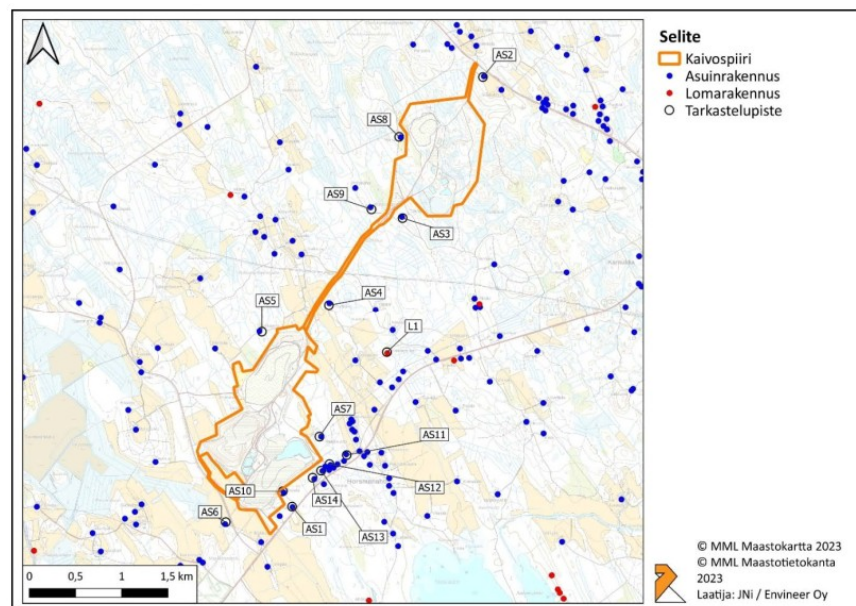 Selite
Kaivospiiri
Asuinrakennus
Lomarakennus
Tarkastelupiste
AS2
AS8
AS9
AS3
AS4
AS5
L1
AS7
AS11
AS10
AS12
AS14
AS6
AS1
AS13
0 0,5 1 1,5 km
© MML Maastokartta 2023
© MML Maastotietokanta
2023
Laatija: JNi / Envineer Oy